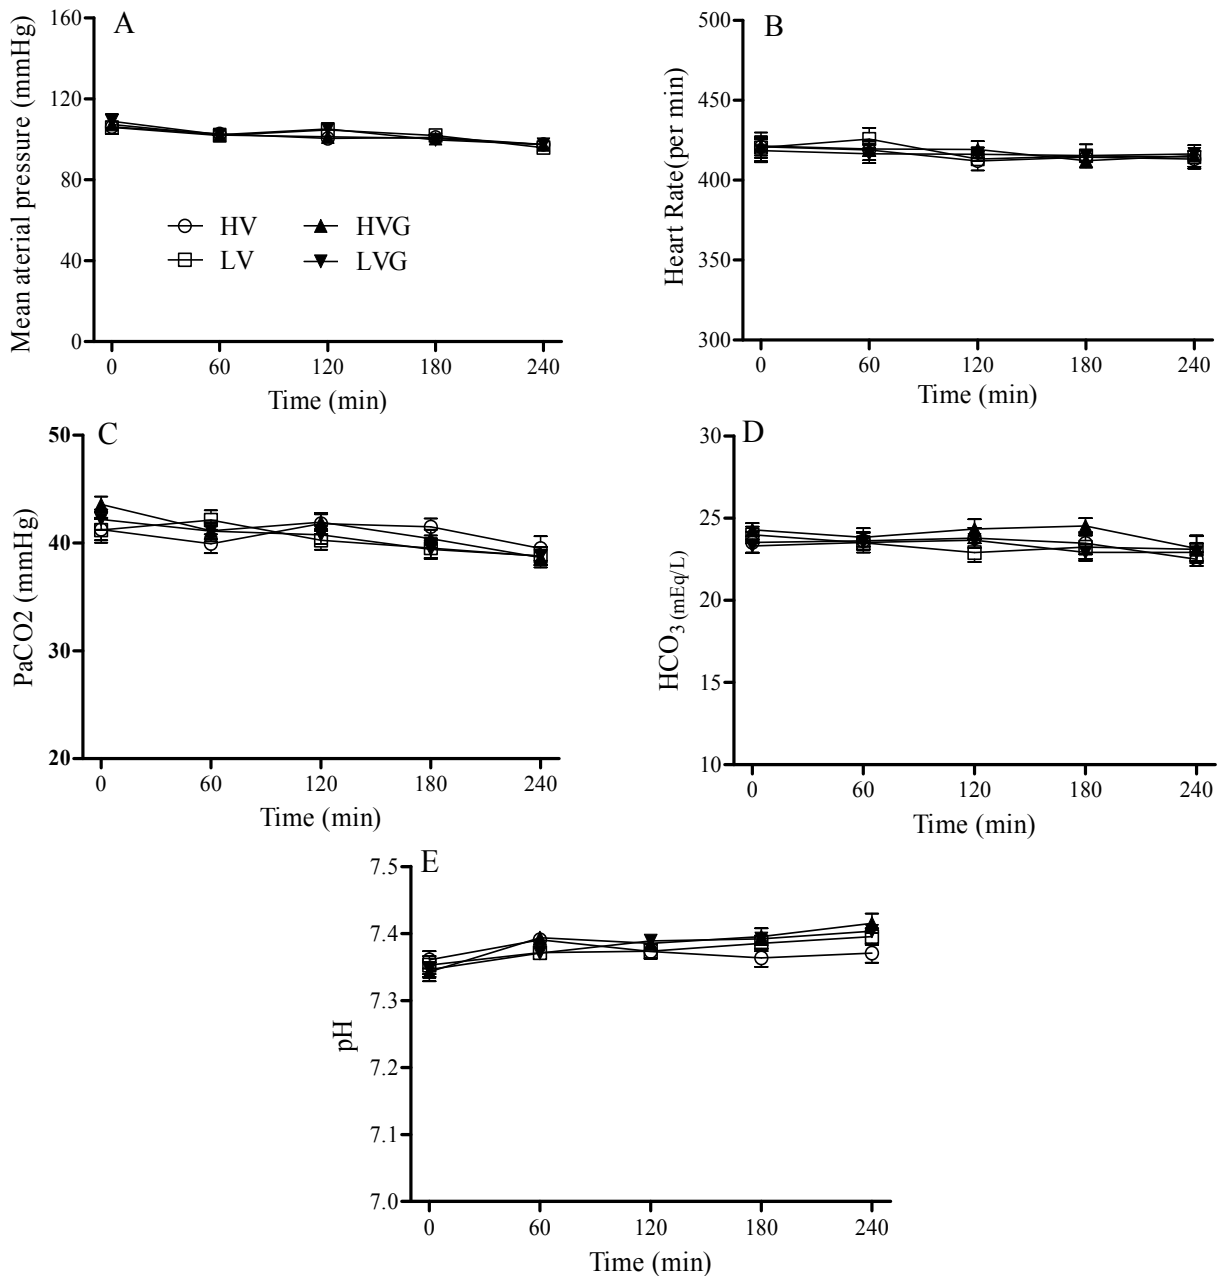 A
Mean aterial pressure (mmHg)
160
120
80
40
0
HV
HVG
LV
LVG
0 60 120 180 240
Time (min)
B
Heart Rate(per min)
500
450
400
350
300
0 60 120 180 240
Time (min)
C
PaCO2 (mmHg)
50
40
30
20
0 60 120 180 240
Time (min)
D
HCO3 (mEq/L)
30
25
20
15
10
0 60 120 180 240
Time (min)
E
pH
7.5
7.4
7.3
7.2
7.1
7.0
0 60 120 180 240
Time (min)